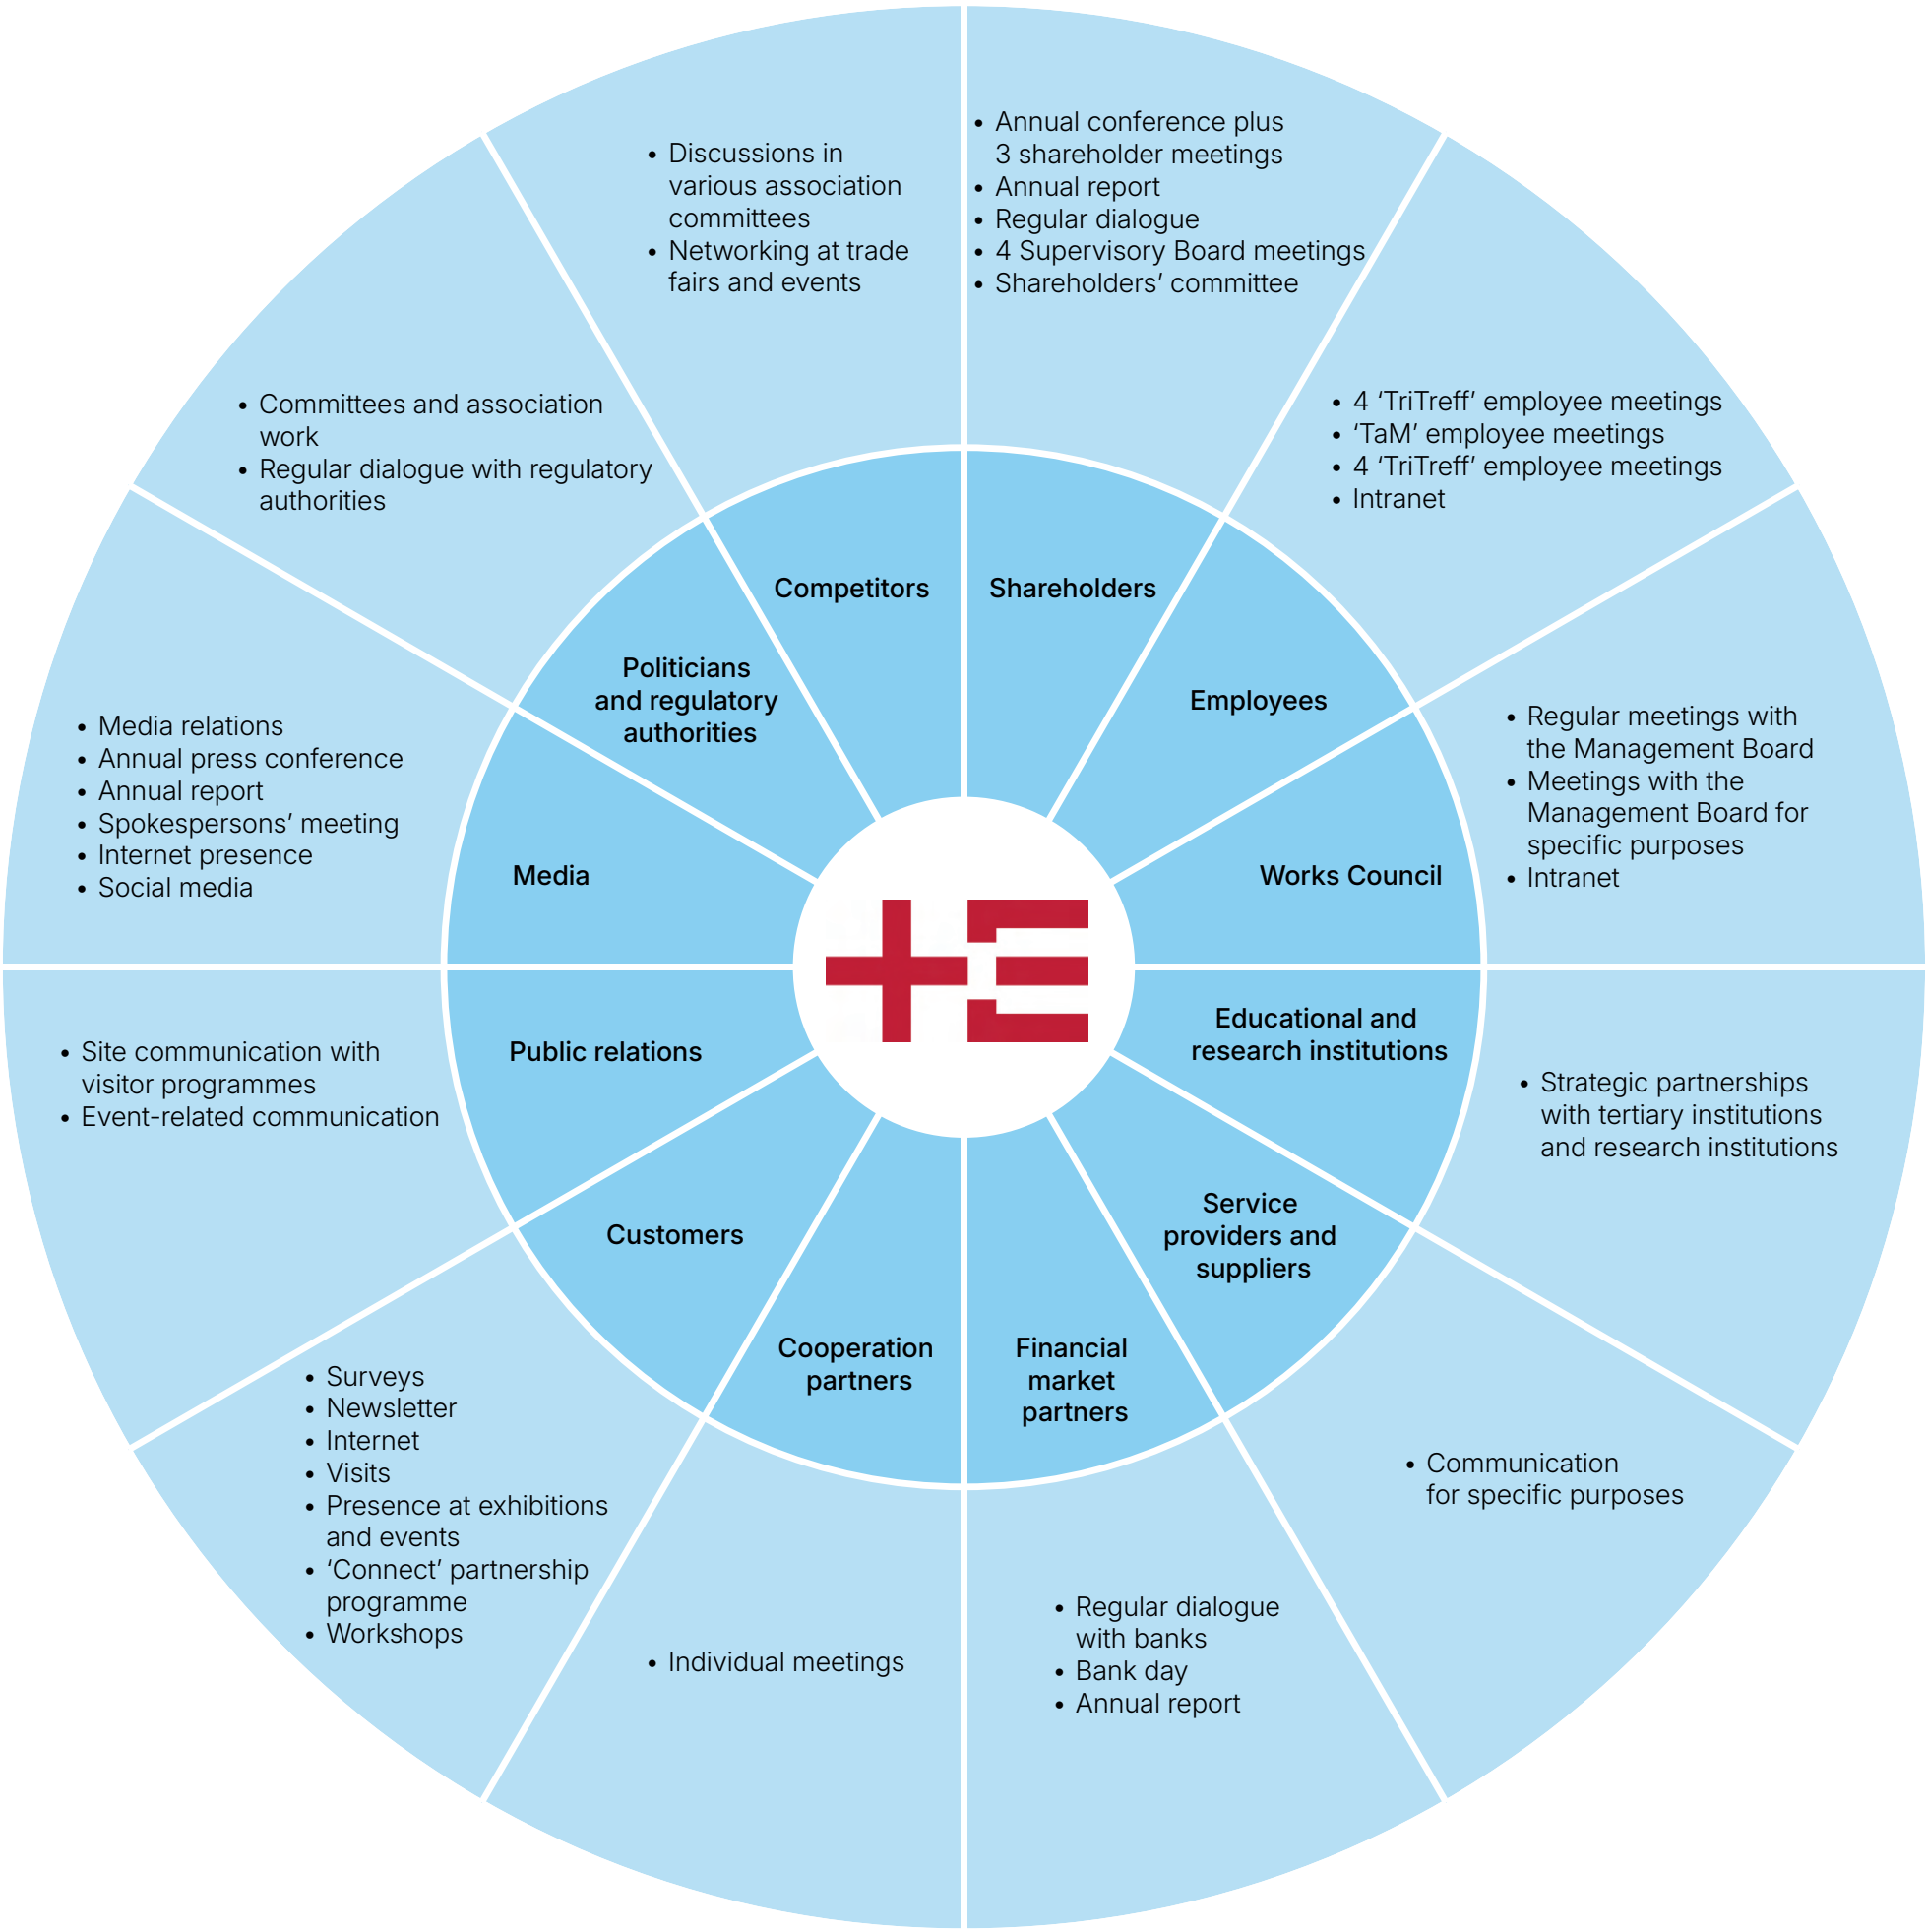 Shareholders
• Annual conference plus
3 shareholder meetings
• Annual report
• Regular dialogue
• 4 Supervisory Board meetings
• Shareholders’ committee
Employees
• 4 ‘TriTreff’ employee meetings
• ‘TaM’ employee meetings
• 4 ‘TriTreff’ employee meetings
• Intranet
Works Council
• Regular meetings with
the Management Board
• Meetings with the
Management Board for
specific purposes
• Intranet
Educational and
research institutions
• Strategic partnerships
with tertiary institutions
and research institutions
Service
providers and
suppliers
• Communication
for specific purposes
Financial
market
partners
• Regular dialogue
with banks
• Bank day
• Annual report
Cooperation
partners
• Individual meetings
Customers
• Surveys
• Newsletter
• Internet
• Visits
• Presence at exhibitions
and events
• ‘Connect’ partnership
programme
• Workshops
Public relations
• Site communication with
visitor programmes
• Event-related communication
Media
• Media relations
• Annual press conference
• Annual report
• Spokespersons’ meeting
• Internet presence
• Social media
Politicians
and regulatory
authorities
• Committees and association
work
• Regular dialogue with regulatory
authorities
Competitors
• Discussions in
various association
committees
• Networking at trade
fairs and events